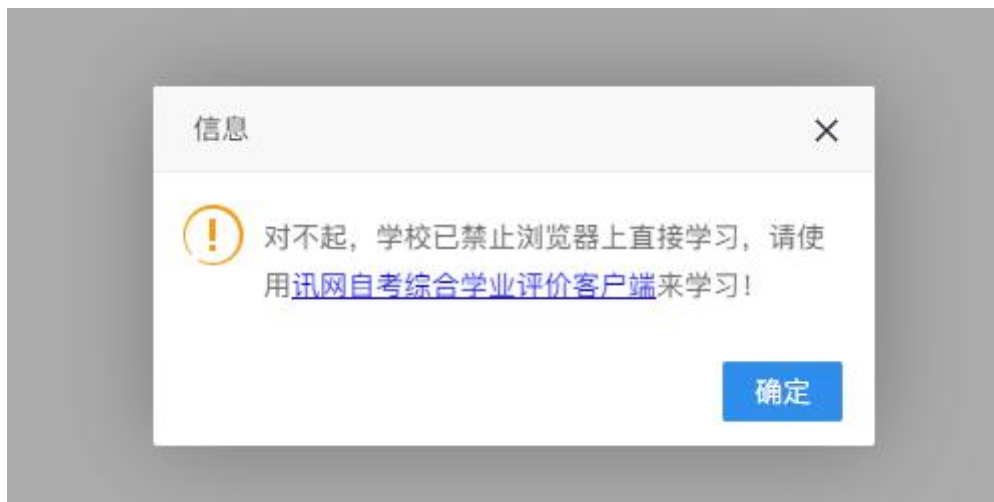 信息
对不起，学校已禁止浏览器上直接学习，请使
用讯网自考综合学业评价客户端来学习！
确定